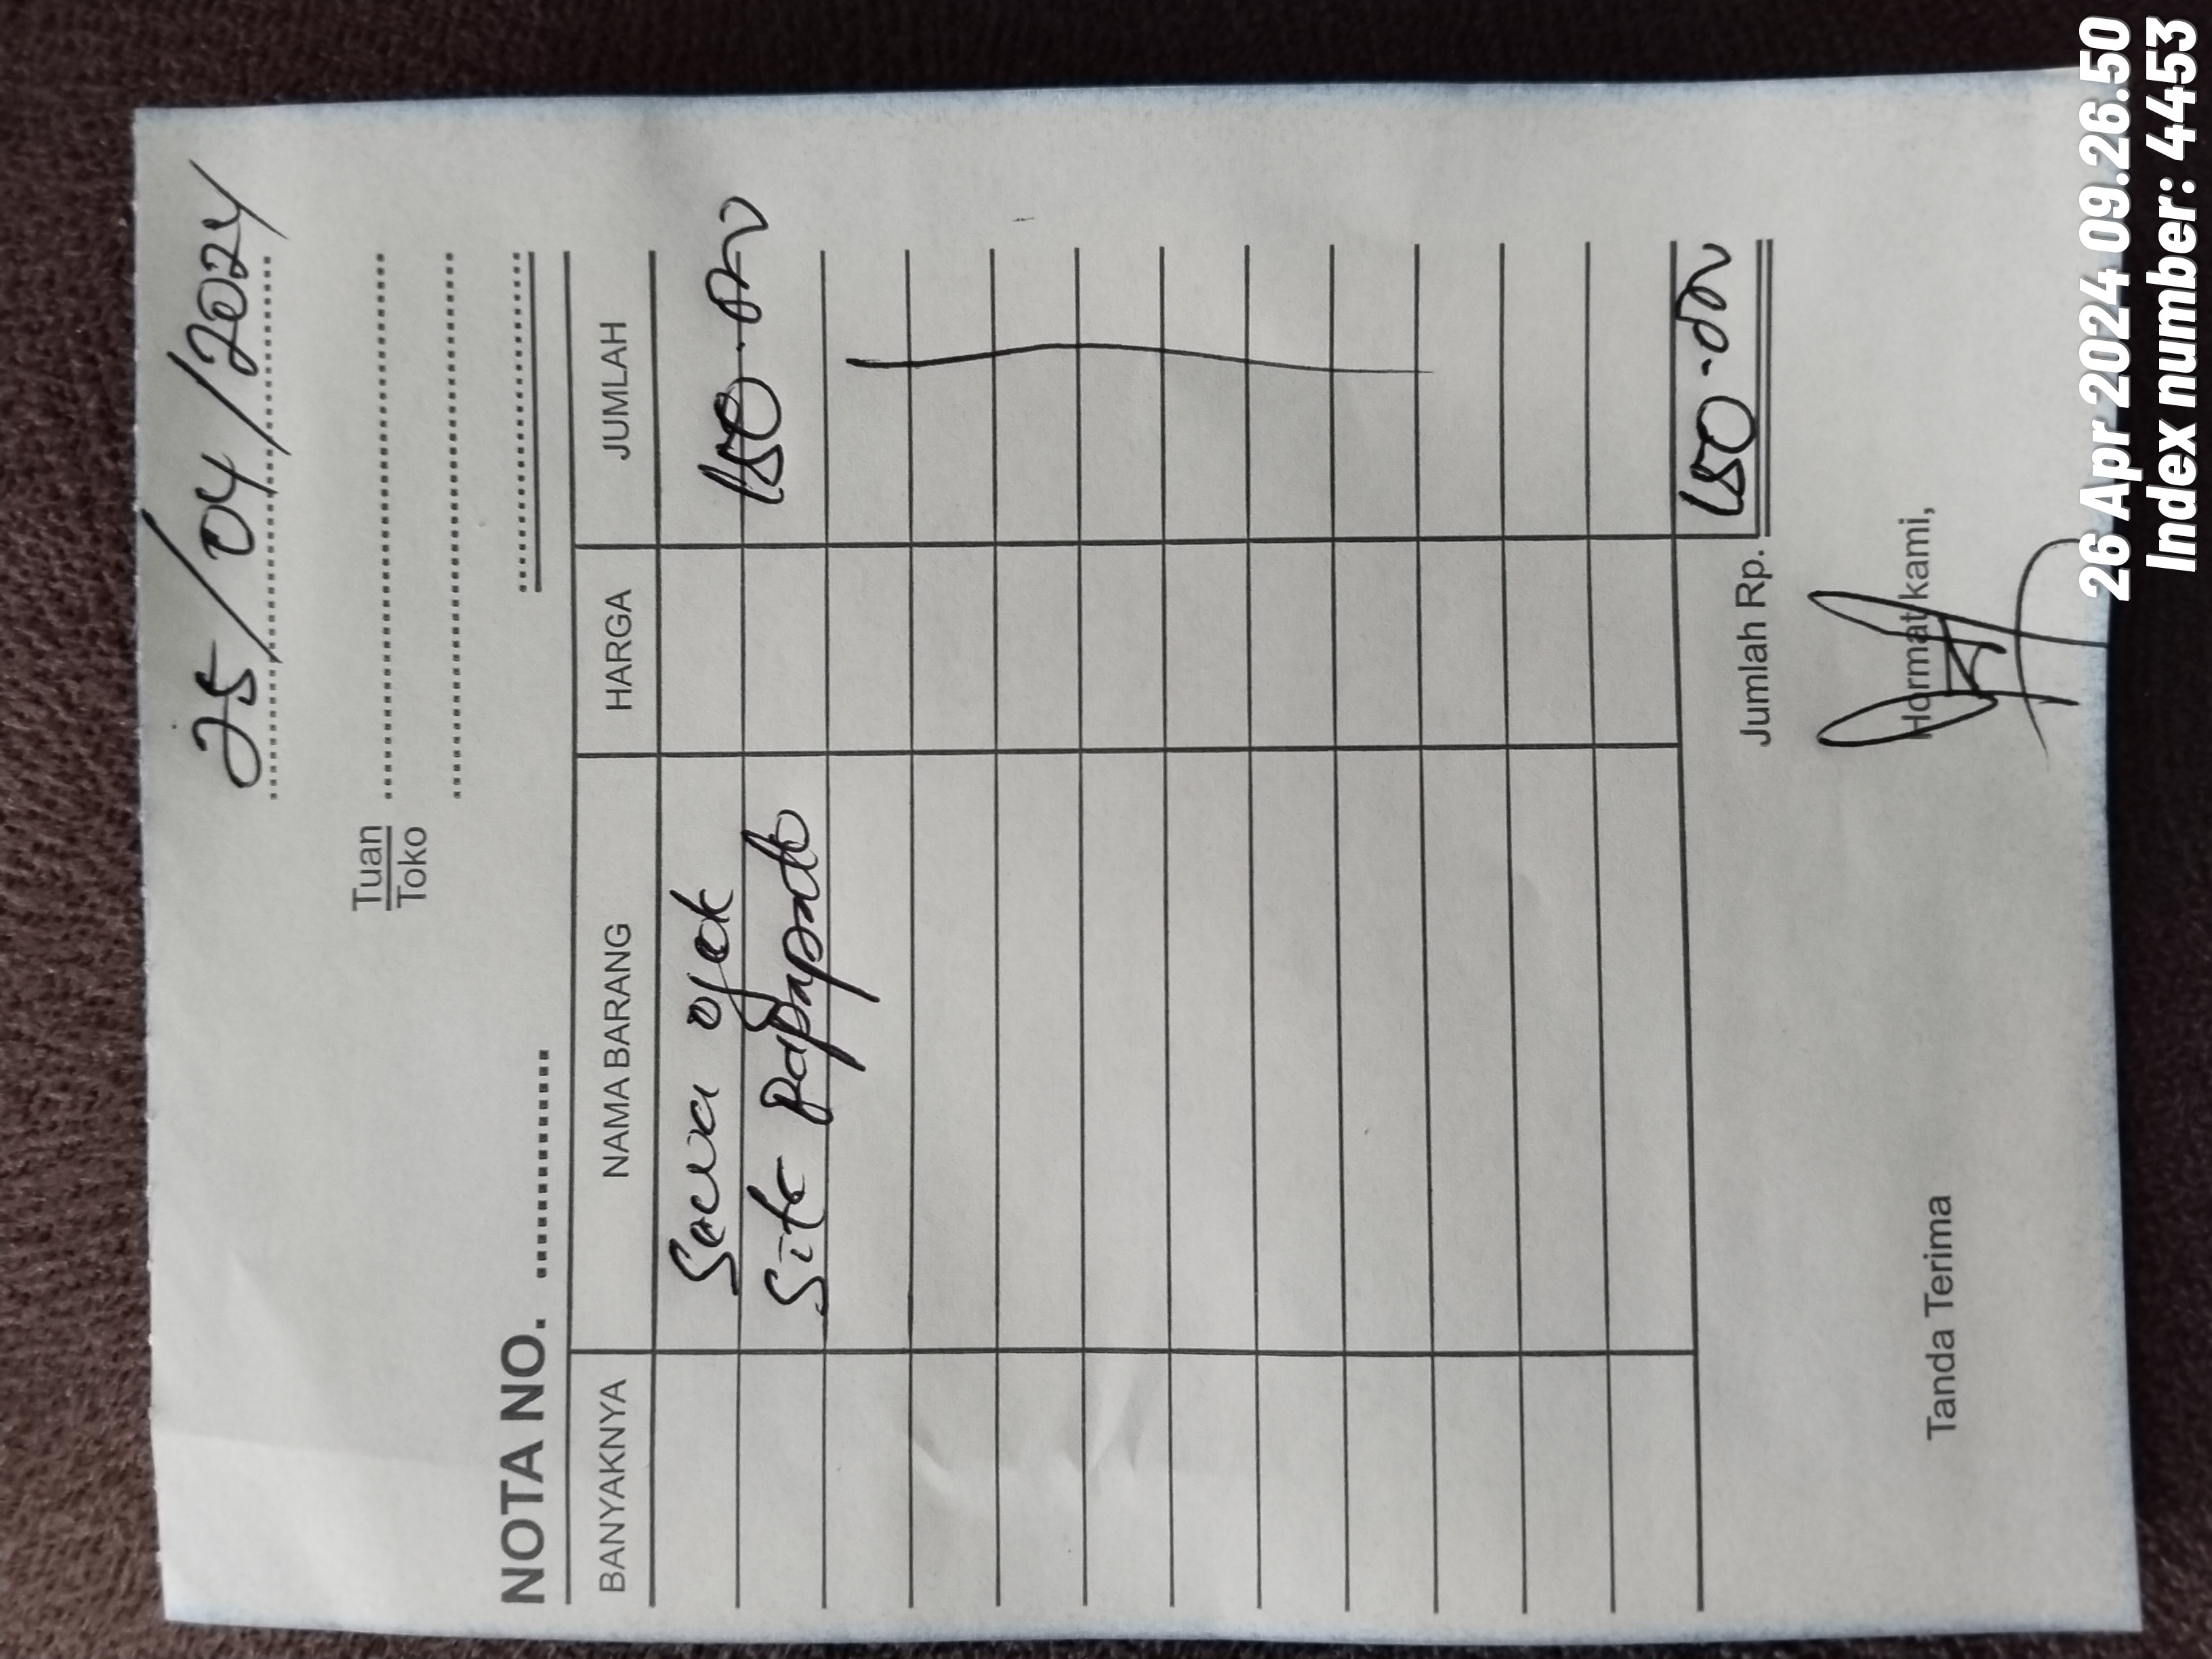 25/04/2024
Tuan
Toko
NOTA NO. ..............
BANYAKNYA NAMA BARANG HARGA JUMLAH
Sewa ojek 150.000
Site Papapato
Jumlah Rp. 150.000
Tanda Terima Hormat kami,
26 Apr 2024 09.26.50
Index number: 4453